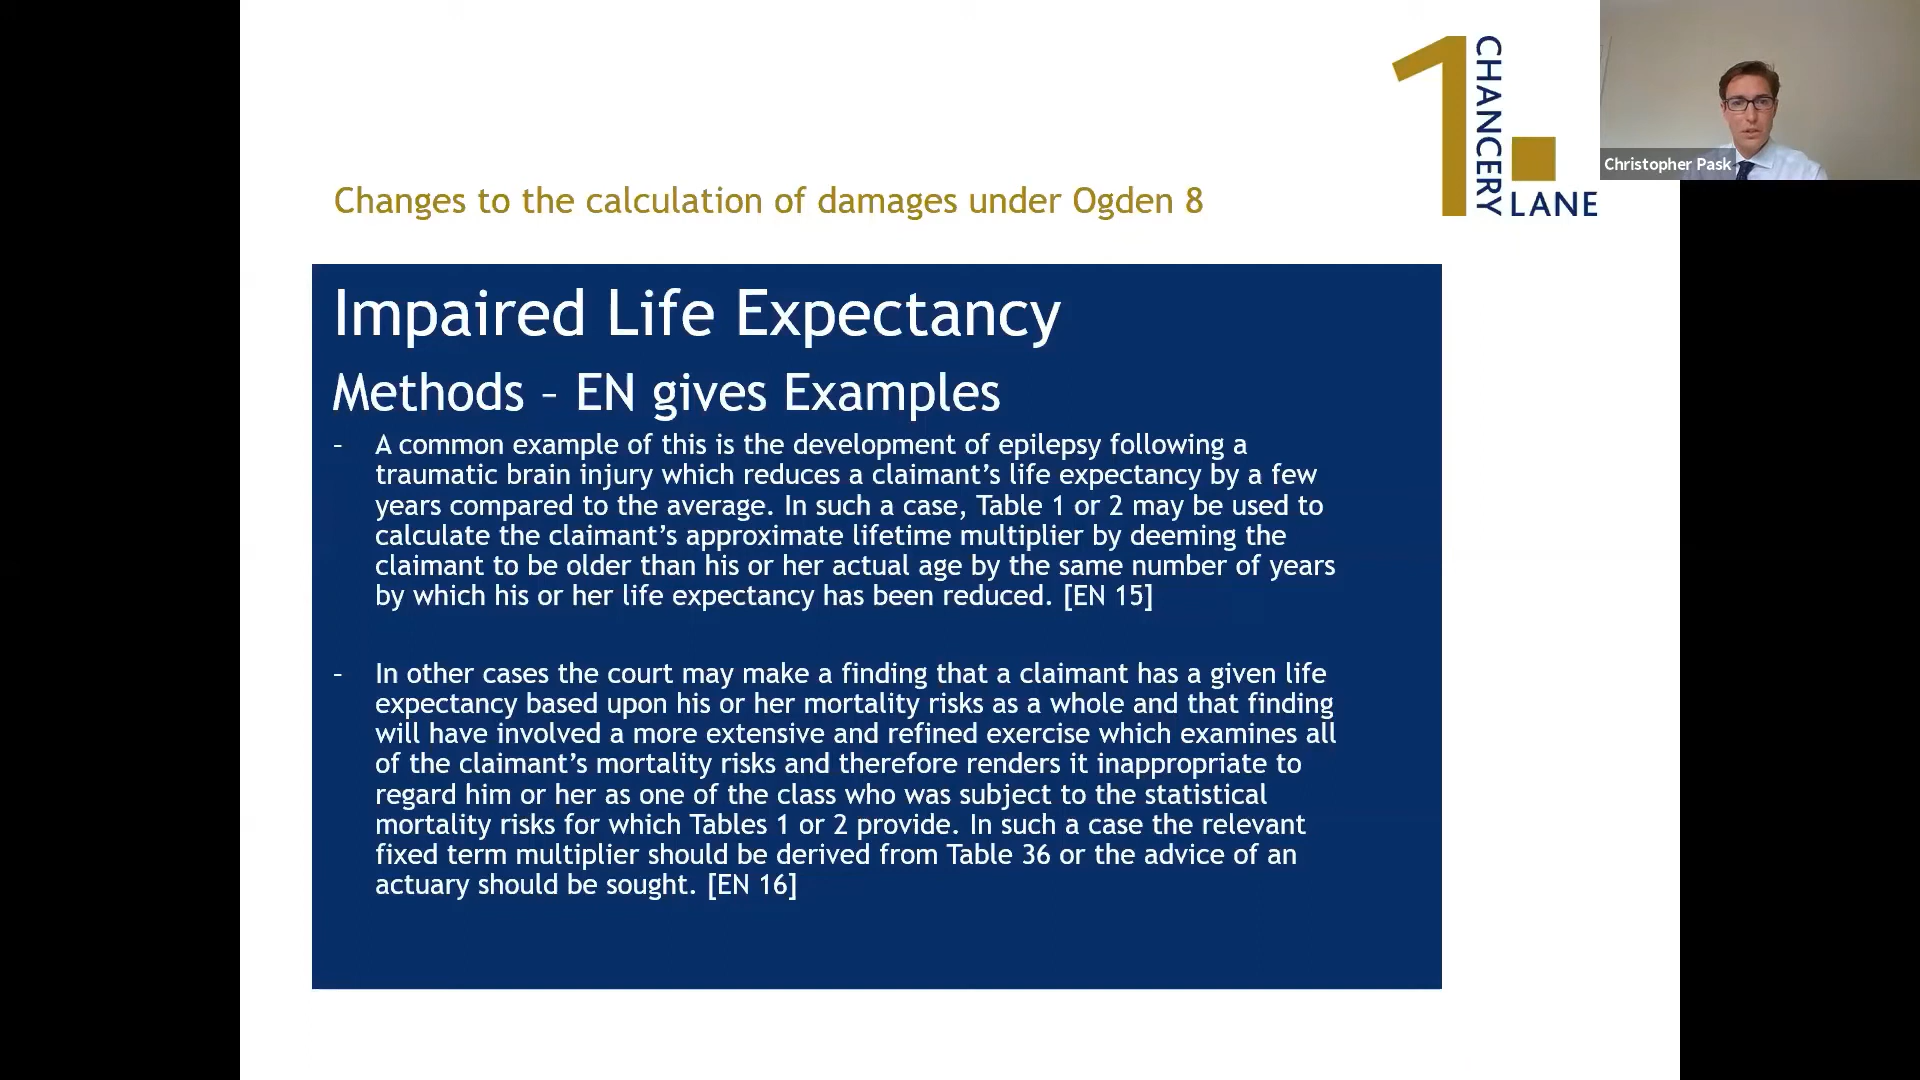 1 CHANCERY LANE
Christopher Pask
Changes to the calculation of damages under Ogden 8
Impaired Life Expectancy
Methods – EN gives Examples
- A common example of this is the development of epilepsy following a
traumatic brain injury which reduces a claimant’s life expectancy by a few
years compared to the average. In such a case, Table 1 or 2 may be used to
calculate the claimant’s approximate lifetime multiplier by deeming the
claimant to be older than his or her actual age by the same number of years
by which his or her life expectancy has been reduced. [EN 15]
- In other cases the court may make a finding that a claimant has a given life
expectancy based upon his or her mortality risks as a whole and that finding
will have involved a more extensive and refined exercise which examines all
of the claimant’s mortality risks and therefore renders it inappropriate to
regard him or her as one of the class who was subject to the statistical
mortality risks for which Tables 1 or 2 provide. In such a case the relevant
fixed term multiplier should be derived from Table 36 or the advice of an
actuary should be sought. [EN 16]